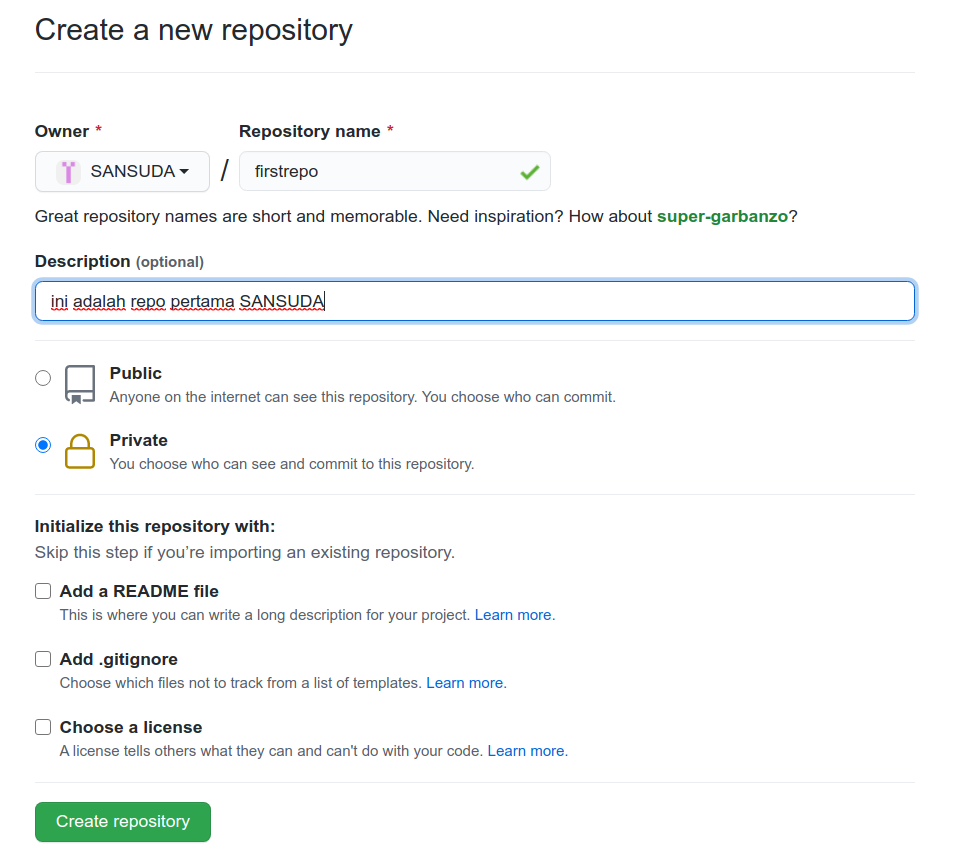 Create a new repository
Owner * Repository name *
SANSUDA / firstrepo
Great repository names are short and memorable. Need inspiration? How about super-garbanzo?
Description (optional)
ini adalah repo pertama SANSUDA
Public
Anyone on the internet can see this repository. You choose who can commit.
Private
You choose who can see and commit to this repository.
Initialize this repository with:
Skip this step if you’re importing an existing repository.
Add a README file
This is where you can write a long description for your project. Learn more.
Add .gitignore
Choose which files not to track from a list of templates. Learn more.
Choose a license
A license tells others what they can and can't do with your code. Learn more.
Create repository